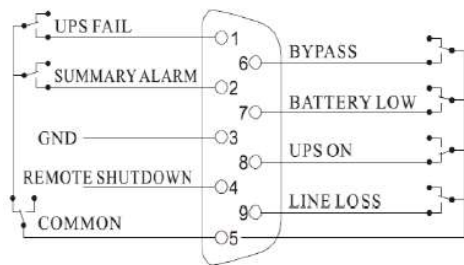 UPS FAIL 1
6 BYPASS
SUMMARY ALARM 2
7 BATTERY LOW
GND 3
8 UPS ON
REMOTE SHUTDOWN 4
9 LINE LOSS
COMMON 5